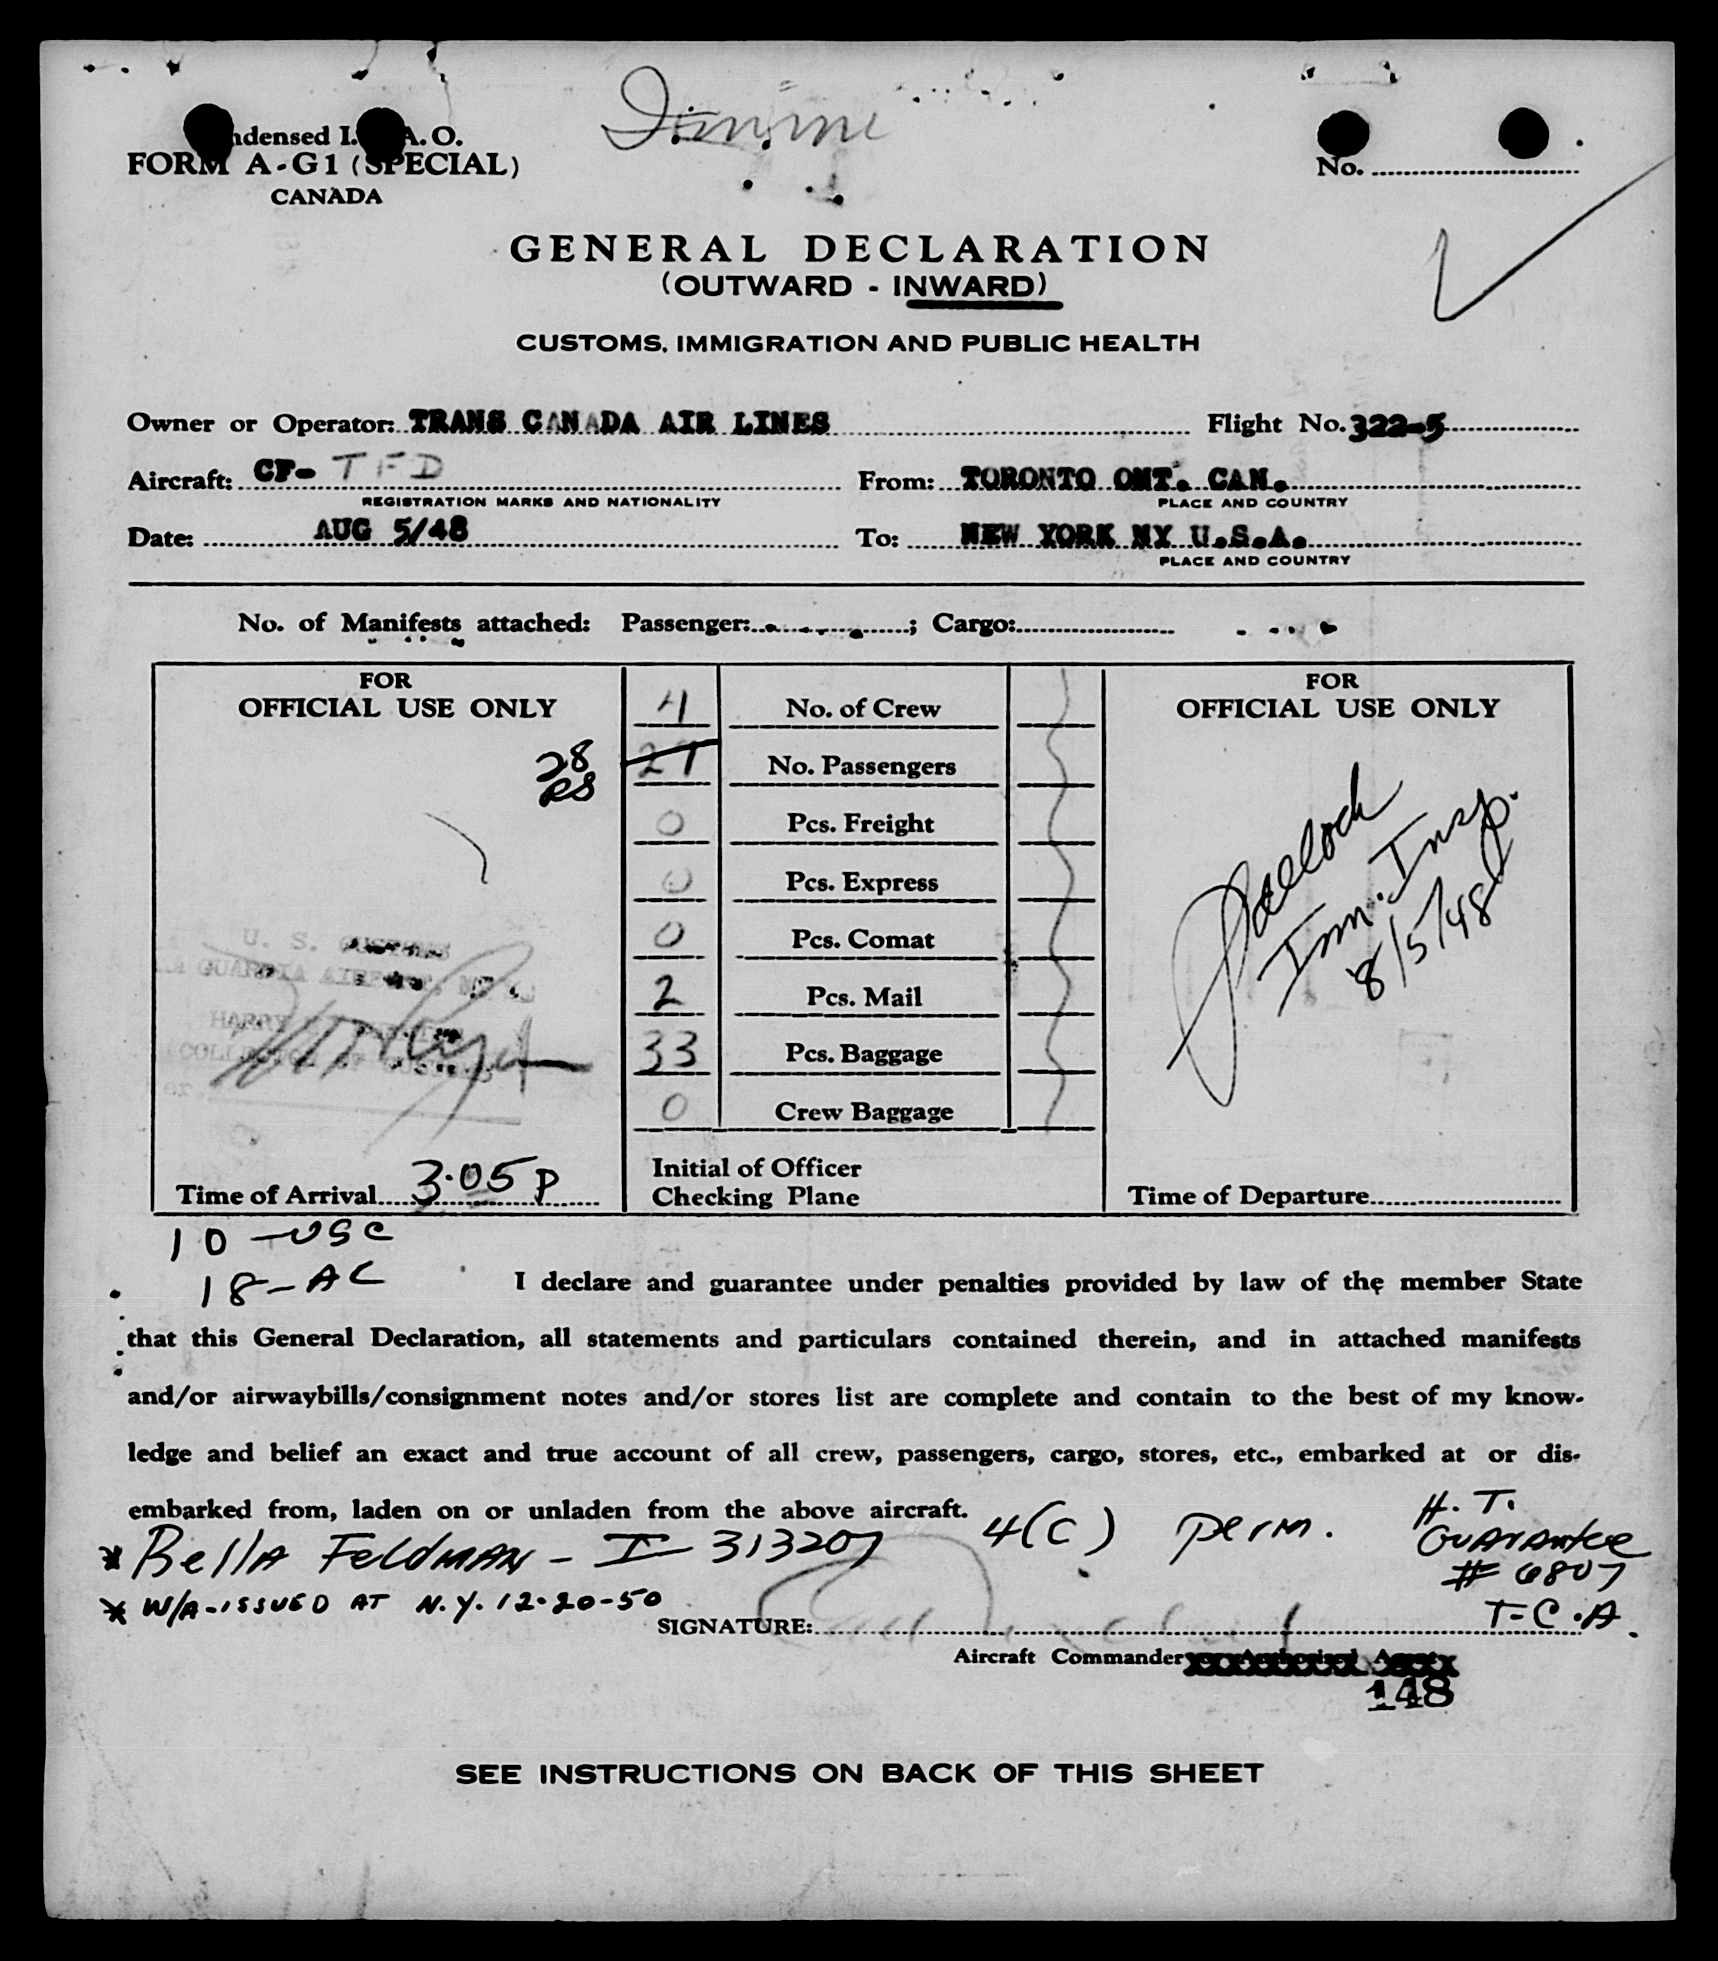 ndensed I. A. O.
FORM A-G1 (SPECIAL)
CANADA
No.
GENERAL DECLARATION
(OUTWARD - INWARD)
CUSTOMS, IMMIGRATION AND PUBLIC HEALTH
Owner or Operator: TRANS CANADA AIR LINES Flight No. 322-5
Aircraft: CF- TFD From: TORONTO ONT. CAN.
REGISTRATION MARKS AND NATIONALITY PLACE AND COUNTRY
Date: AUG 5/48 To: NEW YORK NY U.S.A.
PLACE AND COUNTRY
No. of Manifests attached: Passenger: ; Cargo:
FOR
OFFICIAL USE ONLY
28
RS
U. S. CUSTOMS
GUARDIA AIRPORT
HARRY
COLLECTOR OF CUSTOMS
Time of Arrival 3.05 P
4 No. of Crew
27 No. Passengers
0 Pcs. Freight
0 Pcs. Express
0 Pcs. Comat
2 Pcs. Mail
33 Pcs. Baggage
0 Crew Baggage
Initial of Officer
Checking Plane
FOR
OFFICIAL USE ONLY
Imm. Insp.
8/5/48
Time of Departure
10 - USC
18 - AC
I declare and guarantee under penalties provided by law of the member State
that this General Declaration, all statements and particulars contained therein, and in attached manifests
and/or airwaybills/consignment notes and/or stores list are complete and contain to the best of my know-
ledge and belief an exact and true account of all crew, passengers, cargo, stores, etc., embarked at or dis-
embarked from, laden on or unladen from the above aircraft.
* Bella Feldman - I 313207 4(C) perm. H. T.
Guarantee
# 6807
T-C.A.
* W/A-ISSUED AT N.Y. 12-20-50
SIGNATURE:
Aircraft Commander
148
SEE INSTRUCTIONS ON BACK OF THIS SHEET